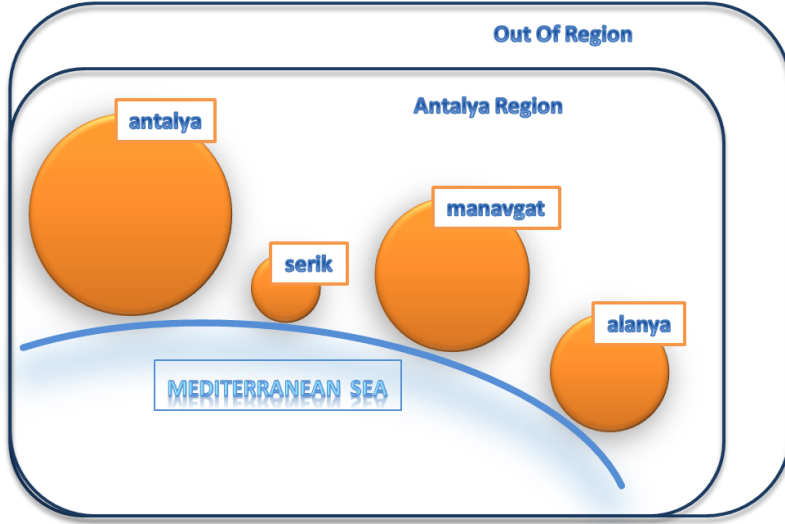 Out Of Region
Antalya Region
antalya
manavgat
serik
alanya
MEDITERRANEAN SEA